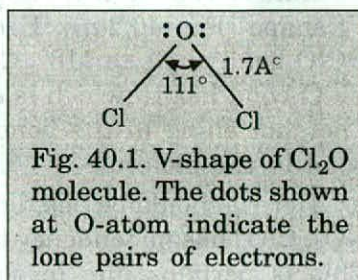 :O:
111°
1.7A°
Cl
Cl
Fig. 40.1. V-shape of Cl₂O
molecule. The dots shown
at O-atom indicate the
lone pairs of electrons.